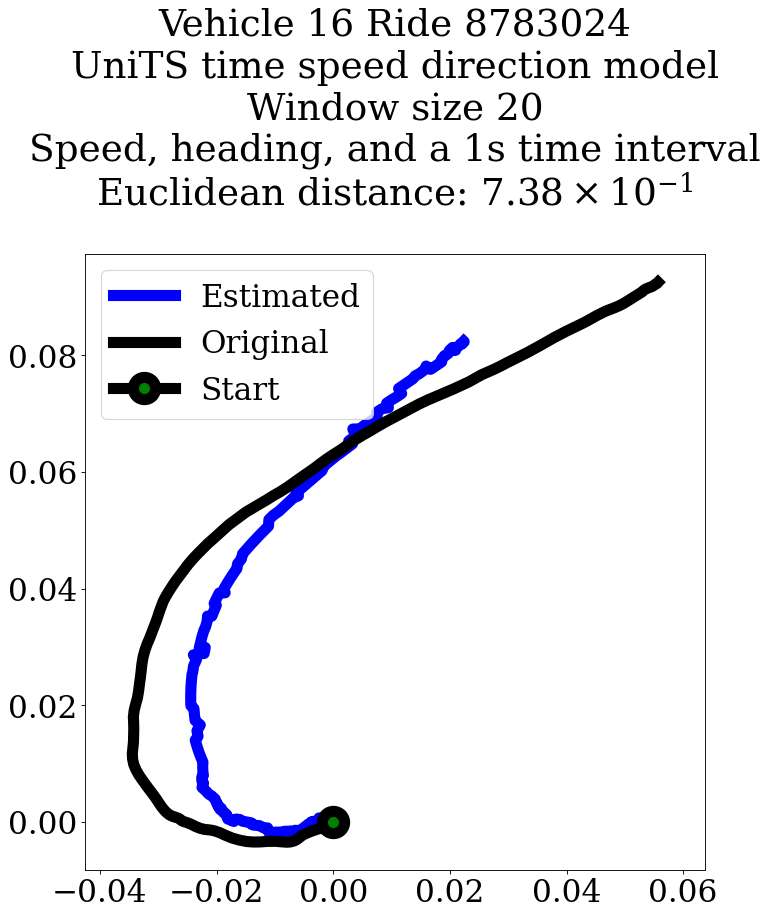 Vehicle 16 Ride 8783024
UniTS time speed direction model
Window size 20
Speed, heading, and a 1s time interval
Euclidean distance: 7.38 × 10⁻¹
Estimated
Original
Start
0.08
0.06
0.04
0.02
0.00
−0.04 −0.02 0.00 0.02 0.04 0.06